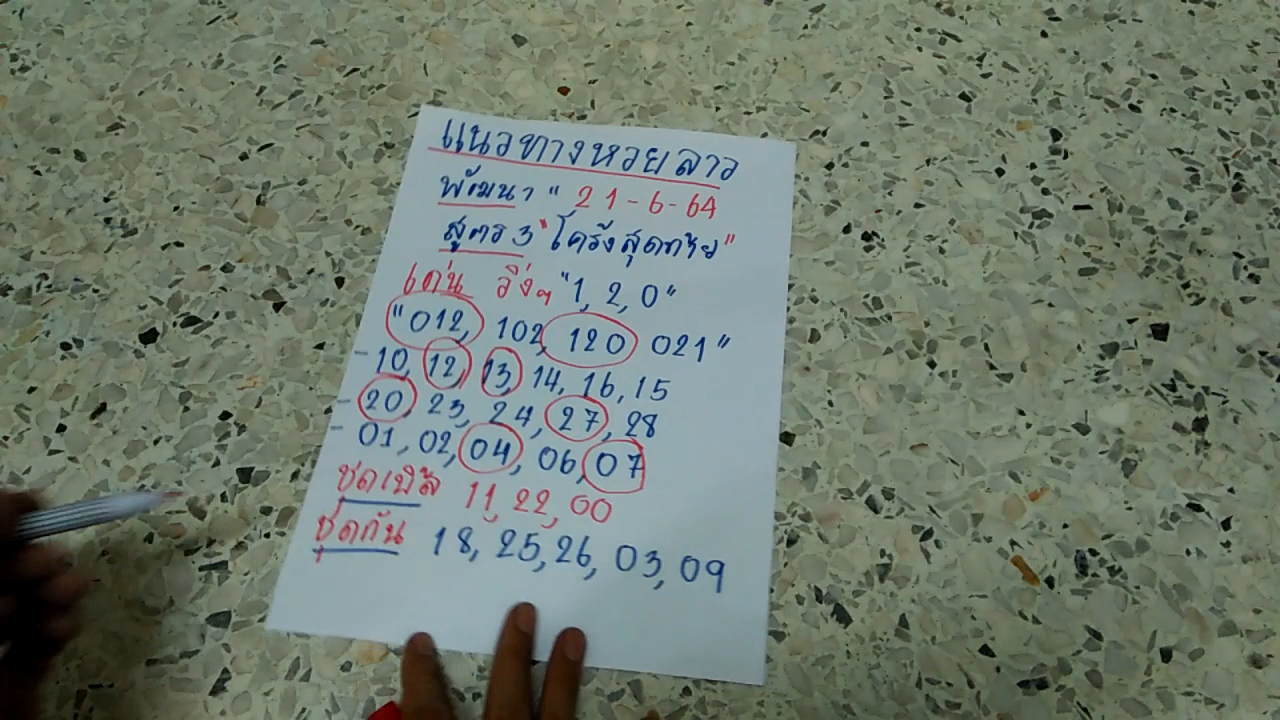 แนวทางหวยลาว
พัฒนา " 21-6-64
สูตร 3 "โค้งสุดท้าย"
เด่น วิ่งๆ "1, 2, 0"
"012, 102, 120 021"
- 10, 12, 13, 14, 16, 15
- 20, 23, 24, 27, 28
- 01, 02, 04, 06, 07
ชุดเบิ้ล 11, 22, 00
ชุดกัน 18, 25, 26, 03, 09